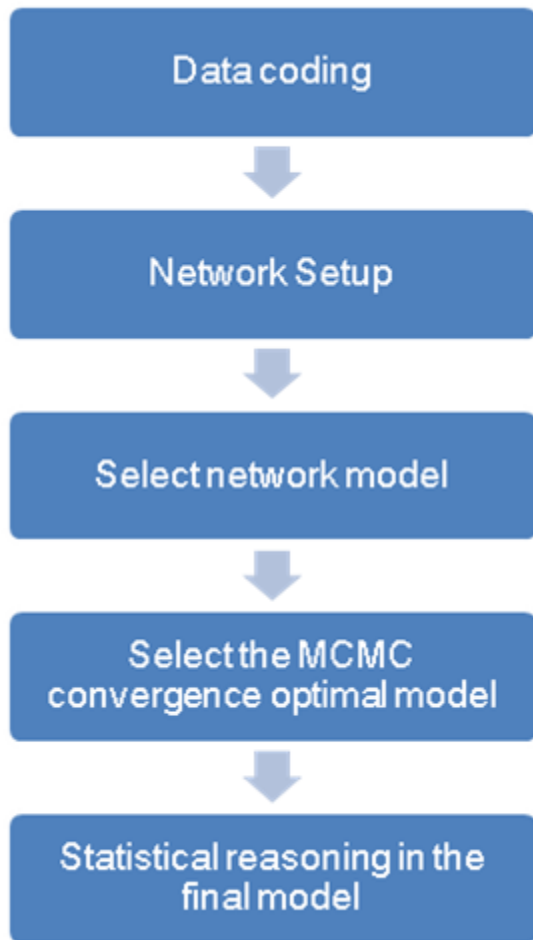 Data coding
Network Setup
Select network model
Select the MCMC
convergence optimal model
Statistical reasoning in the
final model